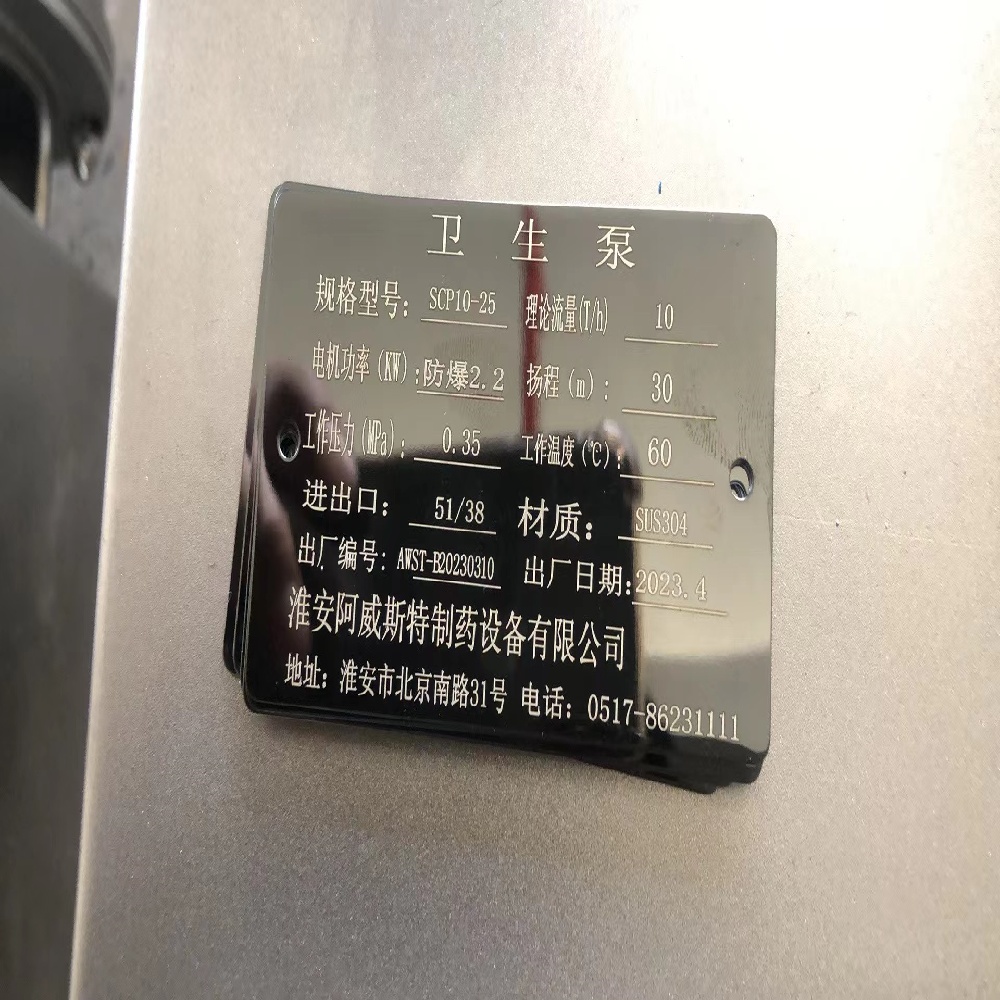 卫生泵
规格型号: SCP10-25 理论流量(T/h) 10
电机功率(KW):防爆2.2 扬程(m): 30
工作压力(MPa): 0.35 工作温度(℃): 60
进出口: 51/38 材质: SUS304
出厂编号: AWST-B20230310 出厂日期:2023.4
淮安阿威斯特制药设备有限公司
地址: 淮安市北京南路31号 电话: 0517-86231111